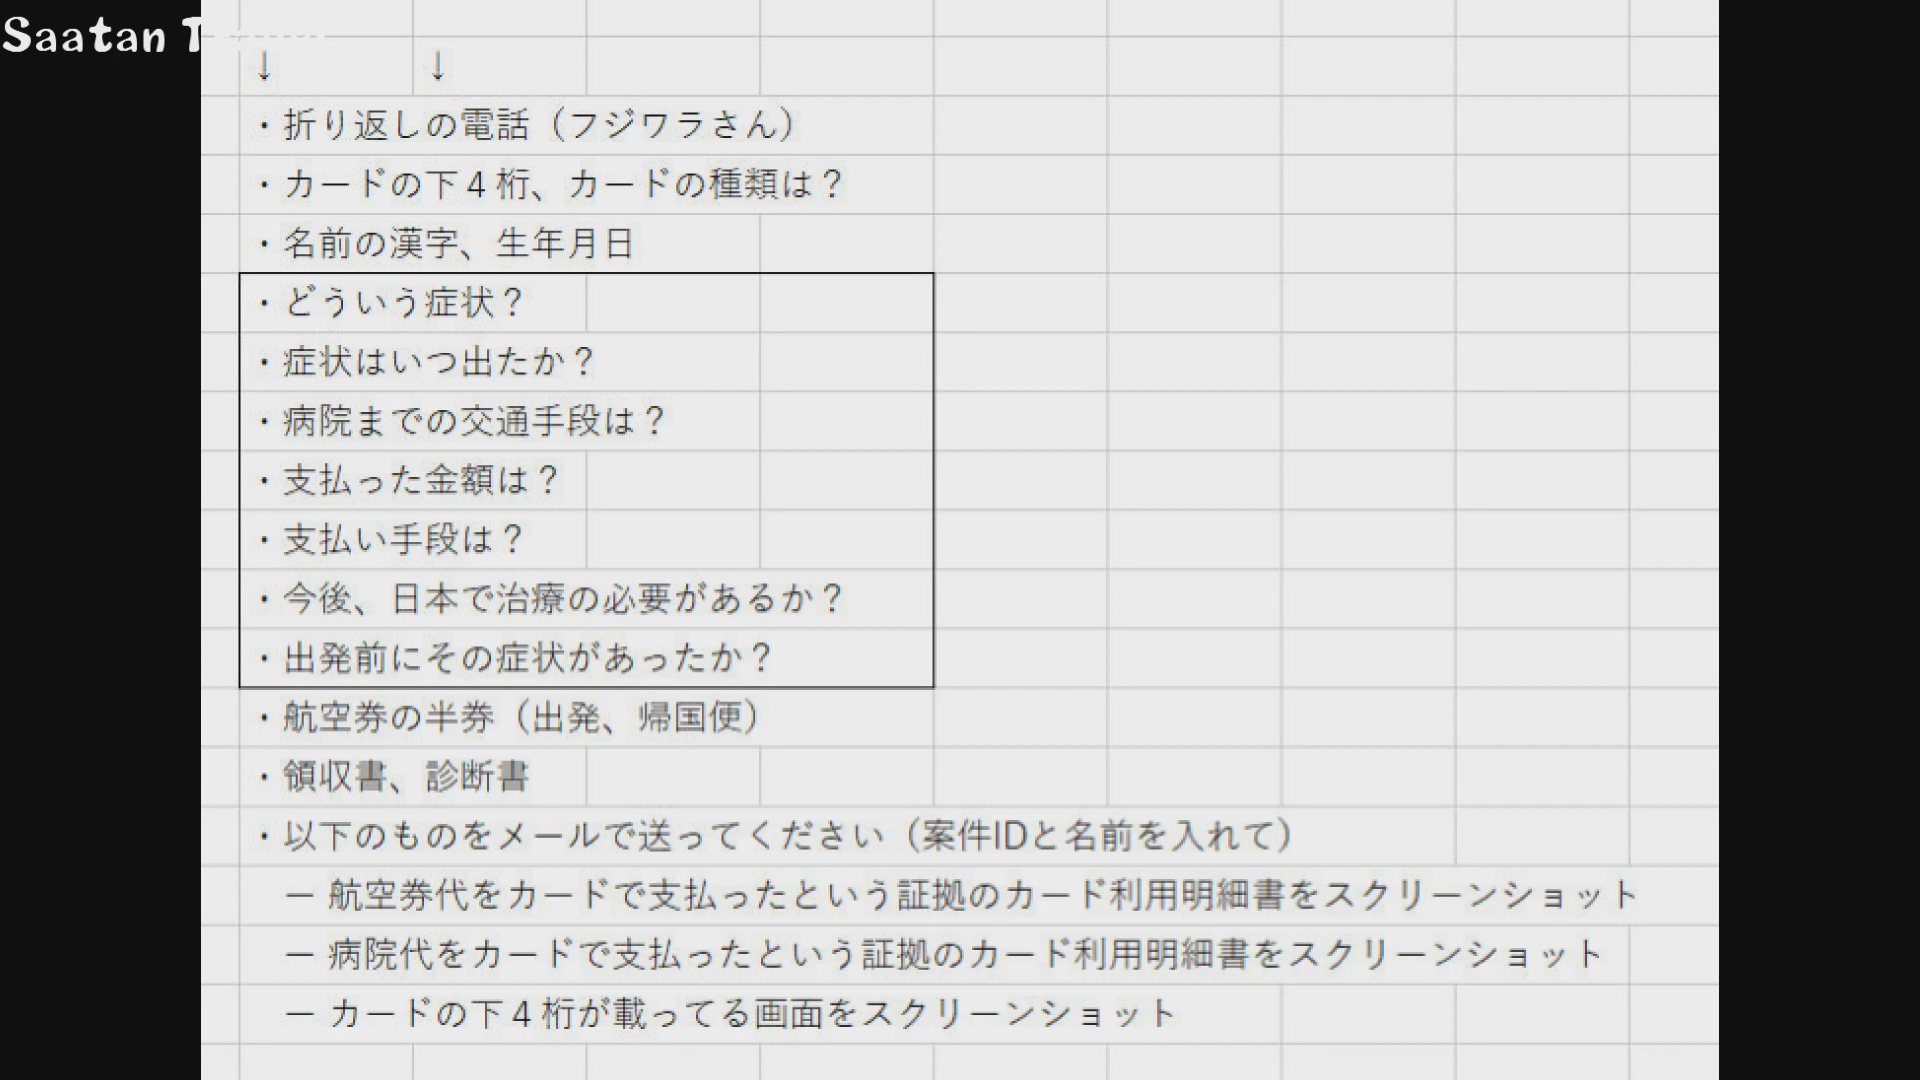 Saatan T
↓ ↓
・折り返しの電話（フジワラさん）
・カードの下４桁、カードの種類は？
・名前の漢字、生年月日
・どういう症状？
・症状はいつ出たか？
・病院までの交通手段は？
・支払った金額は？
・支払い手段は？
・今後、日本で治療の必要があるか？
・出発前にその症状があったか？
・航空券の半券（出発、帰国便）
・領収書、診断書
・以下のものをメールで送ってください（案件IDと名前を入れて）
ー 航空券代をカードで支払ったという証拠のカード利用明細書をスクリーンショット
ー 病院代をカードで支払ったという証拠のカード利用明細書をスクリーンショット
ー カードの下４桁が載ってる画面をスクリーンショット